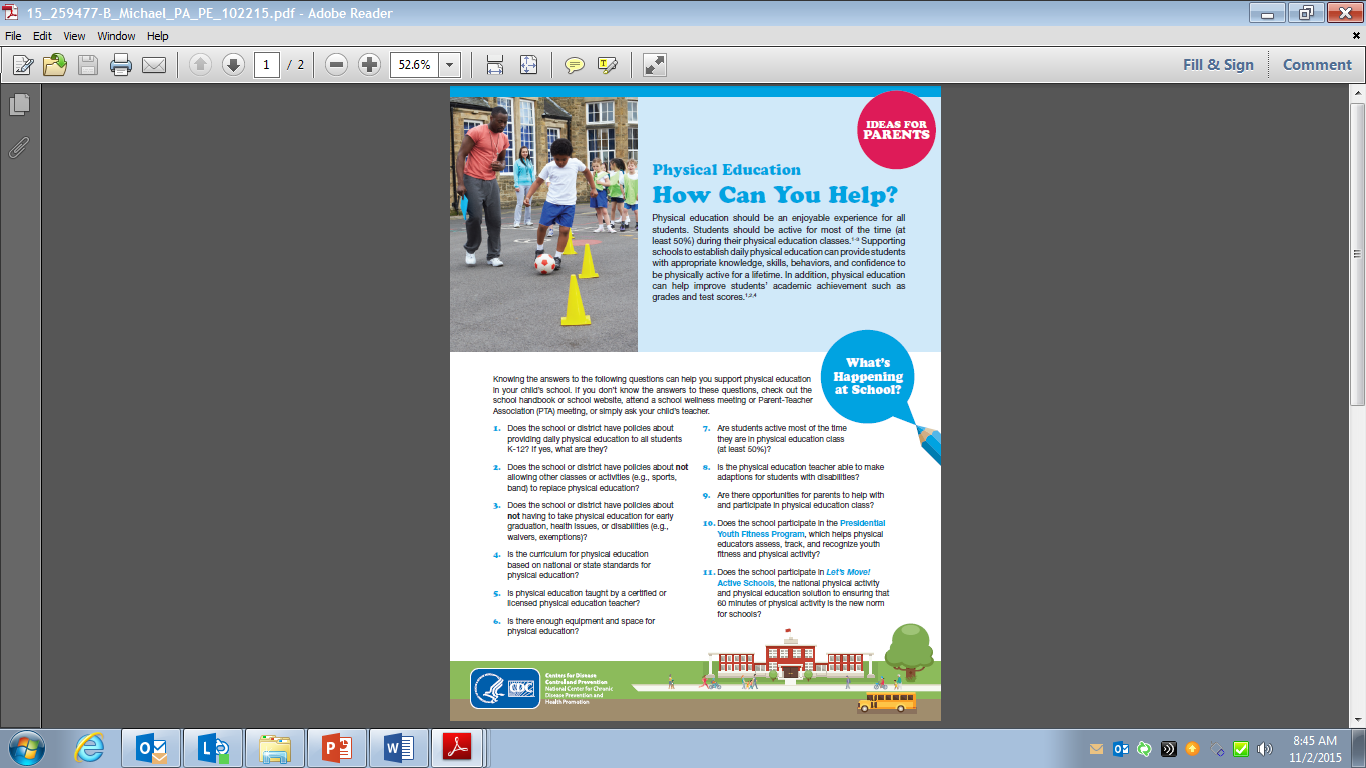 15_259477-B_Michael_PA_PE_102215.pdf - Adobe Reader
File Edit View Window Help
1 / 2 52.6% Fill & Sign Comment
IDEAS FOR
PARENTS
Physical Education
How Can You Help?
Physical education should be an enjoyable experience for all
students. Students should be active for most of the time (at
least 50%) during their physical education classes.1-3 Supporting
schools to establish daily physical education can provide students
with appropriate knowledge, skills, behaviors, and confidence to
be physically active for a lifetime. In addition, physical education
can help improve students' academic achievement such as
grades and test scores.1,2,4
What's
Happening
at School?
Knowing the answers to the following questions can help you support physical education
in your child's school. If you don't know the answers to these questions, check out the
school handbook or school website, attend a school wellness meeting or Parent-Teacher
Association (PTA) meeting, or simply ask your child's teacher.
1. Does the school or district have policies about
providing daily physical education to all students
K-12? If yes, what are they?
2. Does the school or district have policies about not
allowing other classes or activities (e.g., sports,
band) to replace physical education?
3. Does the school or district have policies about
not having to take physical education for early
graduation, health issues, or disabilities (e.g.,
waivers, exemptions)?
4. Is the curriculum for physical education
based on national or state standards for
physical education?
5. Is physical education taught by a certified or
licensed physical education teacher?
6. Is there enough equipment and space for
physical education?
7. Are students active most of the time
they are in physical education class
(at least 50%)?
8. Is the physical education teacher able to make
adaptions for students with disabilities?
9. Are there opportunities for parents to help with
and participate in physical education class?
10. Does the school participate in the Presidential
Youth Fitness Program, which helps physical
educators assess, track, and recognize youth
fitness and physical activity?
11. Does the school participate in Let's Move!
Active Schools, the national physical activity
and physical education solution to ensuring that
60 minutes of physical activity is the new norm
for schools?
CDC
Centers for Disease
Control and Prevention
National Center for Chronic
Disease Prevention and
Health Promotion
8:45 AM
11/2/2015